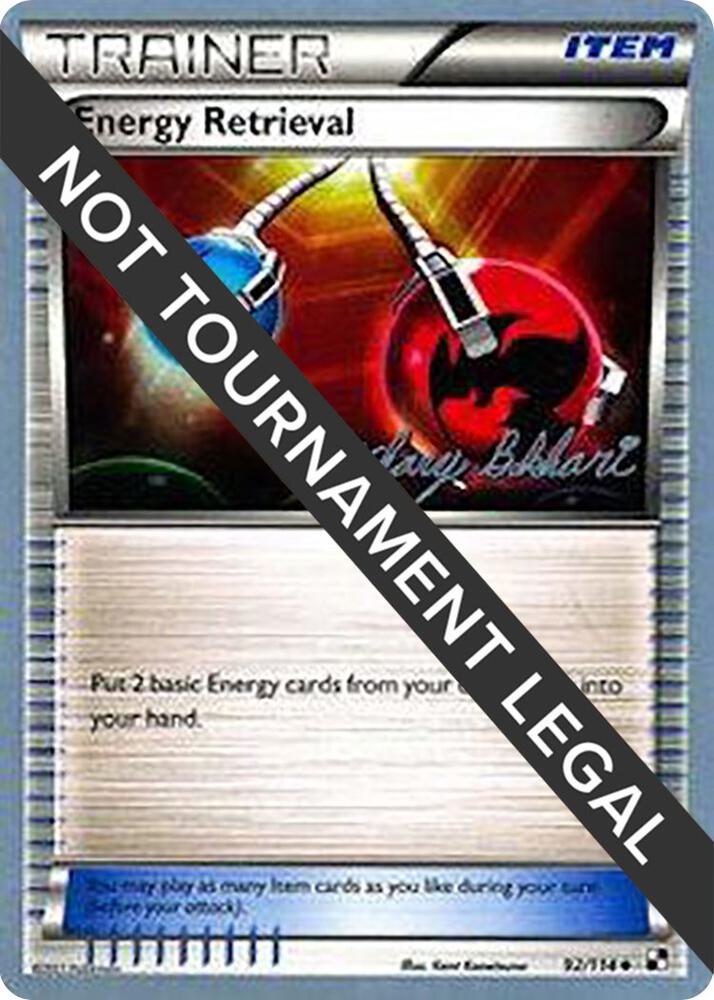 TRAINER
ITEM
Energy Retrieval
NOT TOURNAMENT LEGAL
Bokhari
Put 2 basic Energy cards from your into
your hand.
You may play as many Item cards as you like during your turn
(before your attack).
Illus. Kent Kanetsuna
92/114